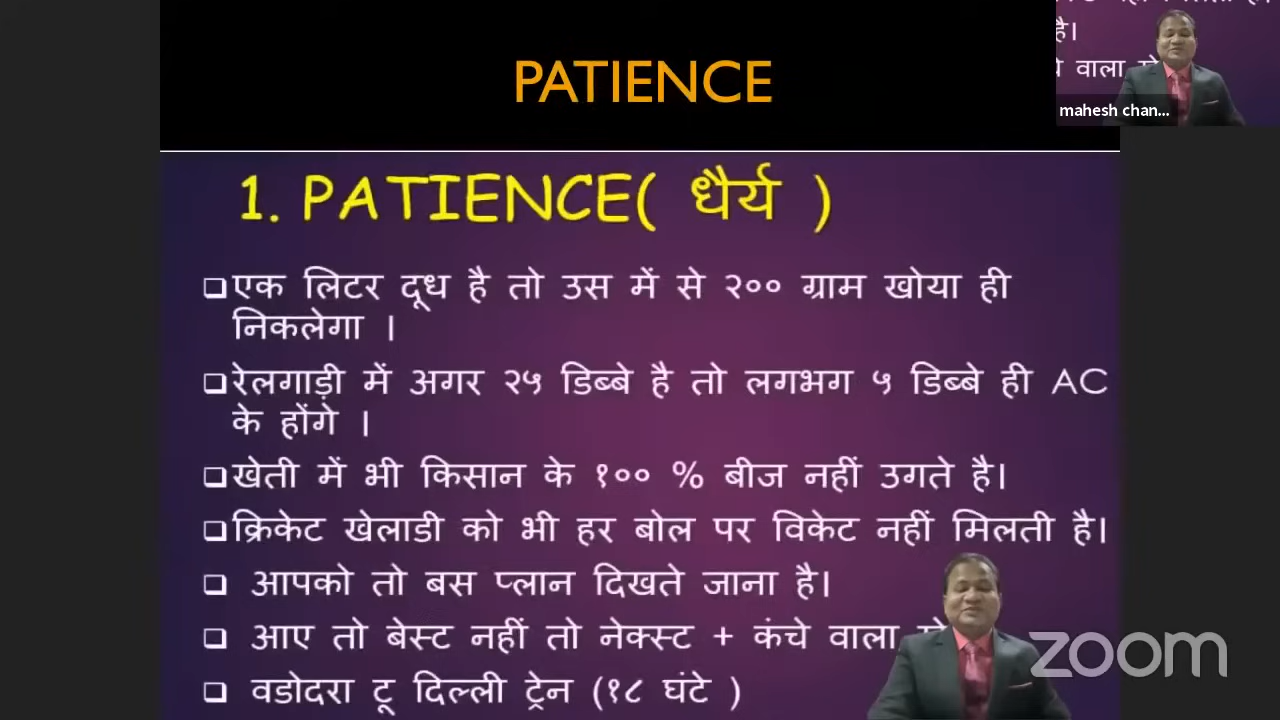 PATIENCE
है।
वाला
mahesh chan...
1. PATIENCE( धैर्य )
एक लिटर दूध है तो उस में से २०० ग्राम खोया ही
निकलेगा ।
रेलगाड़ी में अगर २५ डिब्बे है तो लगभग ५ डिब्बे ही AC
के होंगे ।
खेती में भी किसान के १०० % बीज नहीं उगते है।
क्रिकेट खेलाडी को भी हर बोल पर विकेट नहीं मिलती है।
आपको तो बस प्लान दिखते जाना है।
आए तो बेस्ट नहीं तो नेक्स्ट + कंचे वाला
वडोदरा टू दिल्ली ट्रेन (१८ घंटे )
zoom